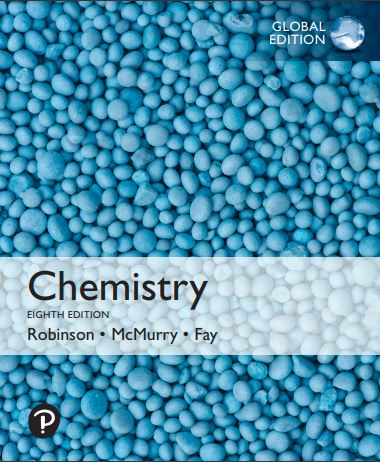 GLOBAL
EDITION
Chemistry
EIGHTH EDITION
Robinson • McMurry • Fay
P